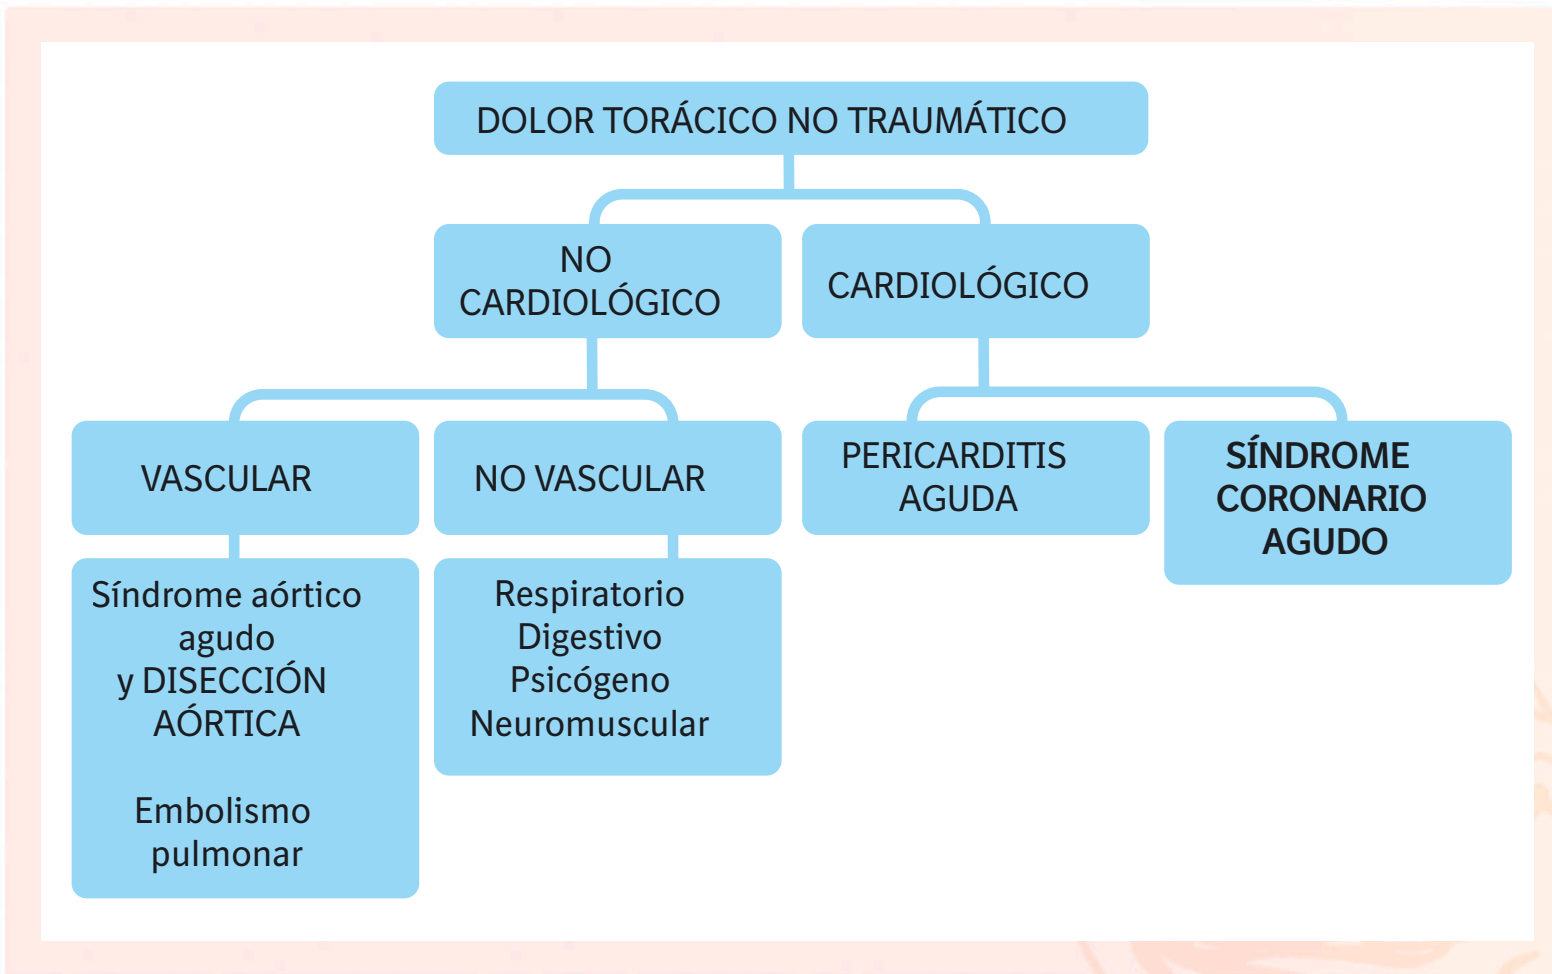 DOLOR TORÁCICO NO TRAUMÁTICO
NO
CARDIOLÓGICO
CARDIOLÓGICO
VASCULAR
NO VASCULAR
PERICARDITIS
AGUDA
SÍNDROME
CORONARIO
AGUDO
Síndrome aórtico
agudo
y DISECCIÓN
AÓRTICA
Embolismo
pulmonar
Respiratorio
Digestivo
Psicógeno
Neuromuscular